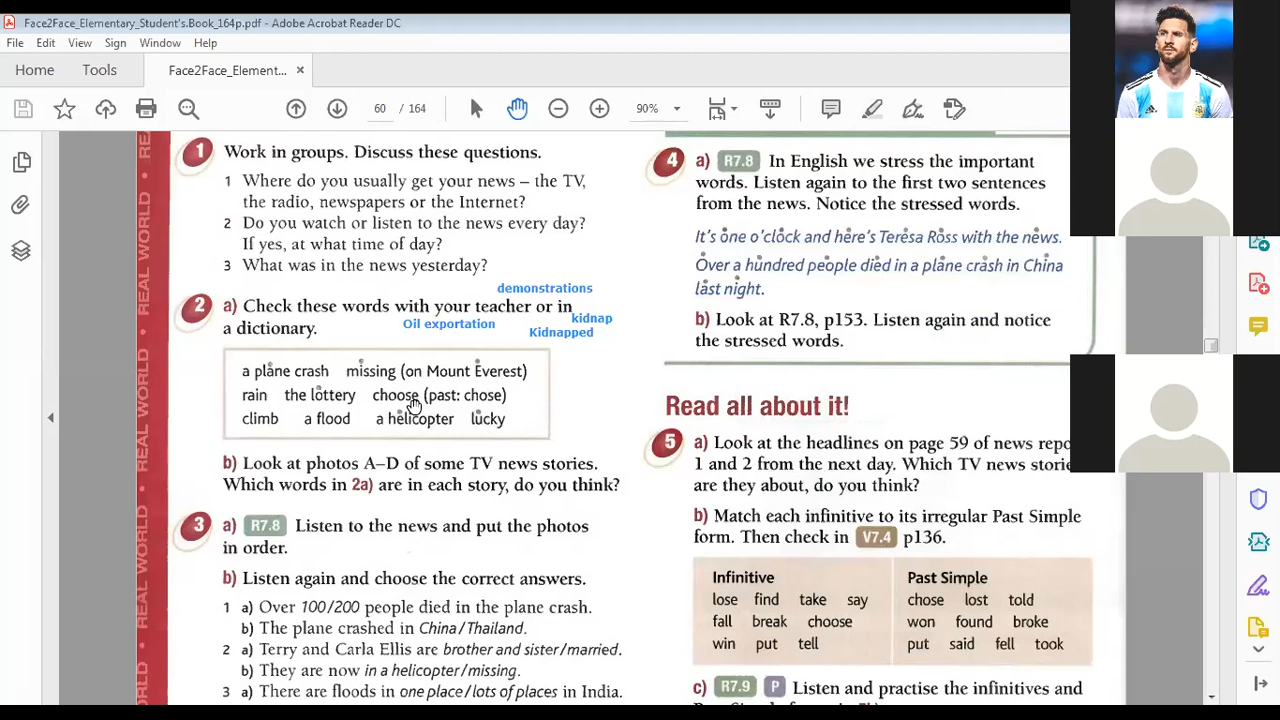 Face2Face_Elementary_Student's.Book_164p.pdf - Adobe Acrobat Reader DC
File Edit View Sign Window Help
Home Tools Face2Face_Element... ×
60 / 164 90%
REAL WORLD • REAL WORLD • REAL WORLD • REAL
1 Work in groups. Discuss these questions.
1 Where do you usually get your news – the TV,
the radio, newspapers or the Internet?
2 Do you watch or listen to the news every day?
If yes, at what time of day?
3 What was in the news yesterday?
demonstrations
2 a) Check these words with your teacher or in
a dictionary.
Oil exportation
kidnap
Kidnapped
a plane crash missing (on Mount Everest)
rain the lottery choose (past: chose)
climb a flood a helicopter lucky
b) Look at photos A–D of some TV news stories.
Which words in 2a) are in each story, do you think?
3 a) R7.8 Listen to the news and put the photos
in order.
b) Listen again and choose the correct answers.
1 a) Over 100/200 people died in the plane crash.
b) The plane crashed in China/Thailand.
2 a) Terry and Carla Ellis are brother and sister/married.
b) They are now in a helicopter/missing.
3 a) There are floods in one place/lots of places in India.
4 a) R7.8 In English we stress the important
words. Listen again to the first two sentences
from the news. Notice the stressed words.
It's one o'clock and here's Teresa Ross with the news.
Over a hundred people died in a plane crash in China
last night.
b) Look at R7.8, p153. Listen again and notice
the stressed words.
Read all about it!
5 a) Look at the headlines on page 59 of news repo
1 and 2 from the next day. Which TV news storie
are they about, do you think?
b) Match each infinitive to its irregular Past Simple
form. Then check in V7.4 p136.
Infinitive
lose find take say
fall break choose
win put tell
Past Simple
chose lost told
won found broke
put said fell took
c) R7.9 P Listen and practise the infinitives and